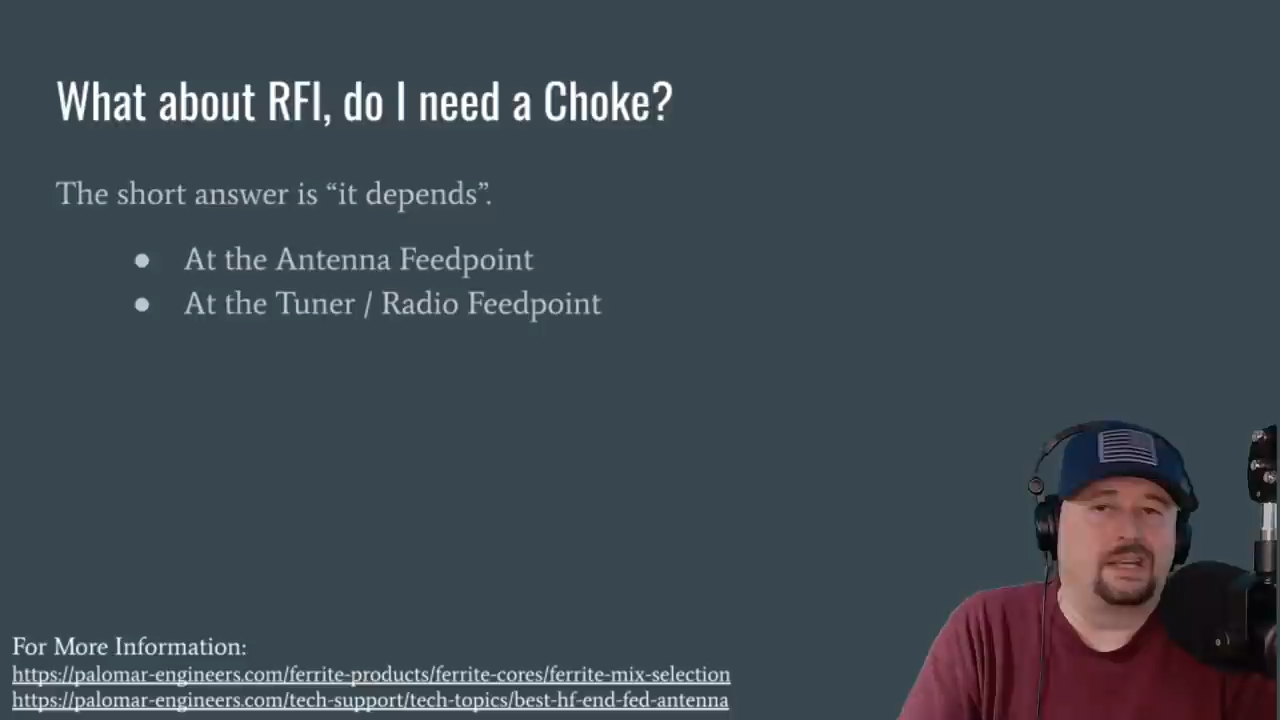 What about RFI, do I need a Choke?
The short answer is “it depends”.
● At the Antenna Feedpoint
● At the Tuner / Radio Feedpoint
For More Information:
https://palomar-engineers.com/ferrite-products/ferrite-cores/ferrite-mix-selection
https://palomar-engineers.com/tech-support/tech-topics/best-hf-end-fed-antenna